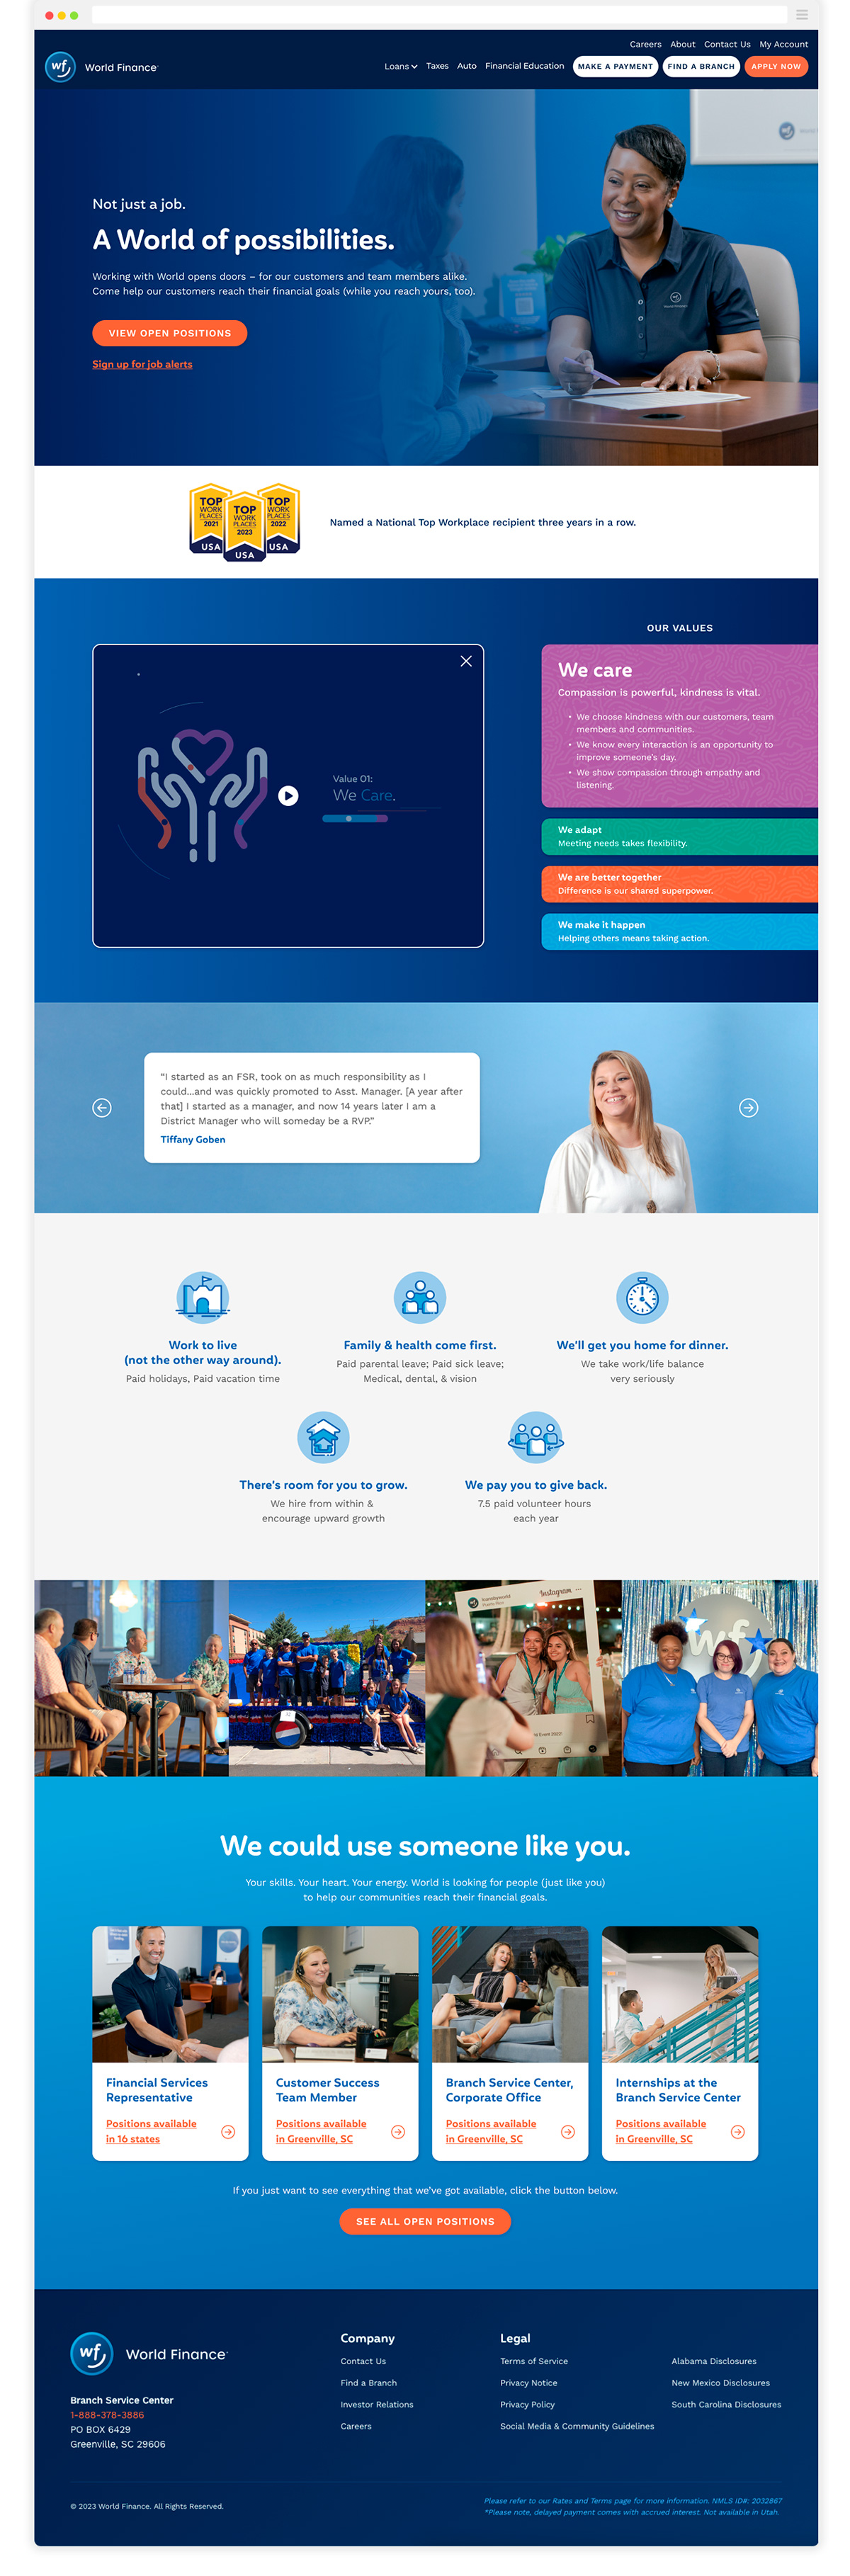 Careers About Contact Us My Account
wf World Finance
Loans Taxes Auto Financial Education MAKE A PAYMENT FIND A BRANCH APPLY NOW
Not just a job.
A World of possibilities.
Working with World opens doors – for our customers and team members alike.
Come help our customers reach their financial goals (while you reach yours, too).
VIEW OPEN POSITIONS
Sign up for job alerts
TOP WORK PLACES 2021 USA
TOP WORK PLACES 2023 USA
TOP WORK PLACES 2022 USA
Named a National Top Workplace recipient three years in a row.
Value 01:
We Care.
OUR VALUES
We care
Compassion is powerful, kindness is vital.
• We choose kindness with our customers, team
members and communities.
• We know every interaction is an opportunity to
improve someone's day.
• We show compassion through empathy and
listening.
We adapt
Meeting needs takes flexibility.
We are better together
Difference is our shared superpower.
We make it happen
Helping others means taking action.
“I started as an FSR, took on as much responsibility as I
could...and was quickly promoted to Asst. Manager. [A year after
that] I started as a manager, and now 14 years later I am a
District Manager who will someday be a RVP.”
Tiffany Goben
Work to live
(not the other way around).
Paid holidays, Paid vacation time
Family & health come first.
Paid parental leave; Paid sick leave;
Medical, dental, & vision
We'll get you home for dinner.
We take work/life balance
very seriously
There's room for you to grow.
We hire from within &
encourage upward growth
We pay you to give back.
7.5 paid volunteer hours
each year
Instagram
wf
We could use someone like you.
Your skills. Your heart. Your energy. World is looking for people (just like you)
to help our communities reach their financial goals.
Financial Services
Representative
Positions available
in 16 states
Customer Success
Team Member
Positions available
in Greenville, SC
Branch Service Center,
Corporate Office
Positions available
in Greenville, SC
Internships at the
Branch Service Center
Positions available
in Greenville, SC
If you just want to see everything that we've got available, click the button below.
SEE ALL OPEN POSITIONS
wf World Finance
Branch Service Center
1-888-378-3886
PO BOX 6429
Greenville, SC 29606
Company
Contact Us
Find a Branch
Investor Relations
Careers
Legal
Terms of Service
Privacy Notice
Privacy Policy
Social Media & Community Guidelines
Alabama Disclosures
New Mexico Disclosures
South Carolina Disclosures
© 2023 World Finance. All Rights Reserved.
Please refer to our Rates and Terms page for more information. NMLS ID#: 2032867
*Please note, delayed payment comes with accrued interest. Not available in Utah.